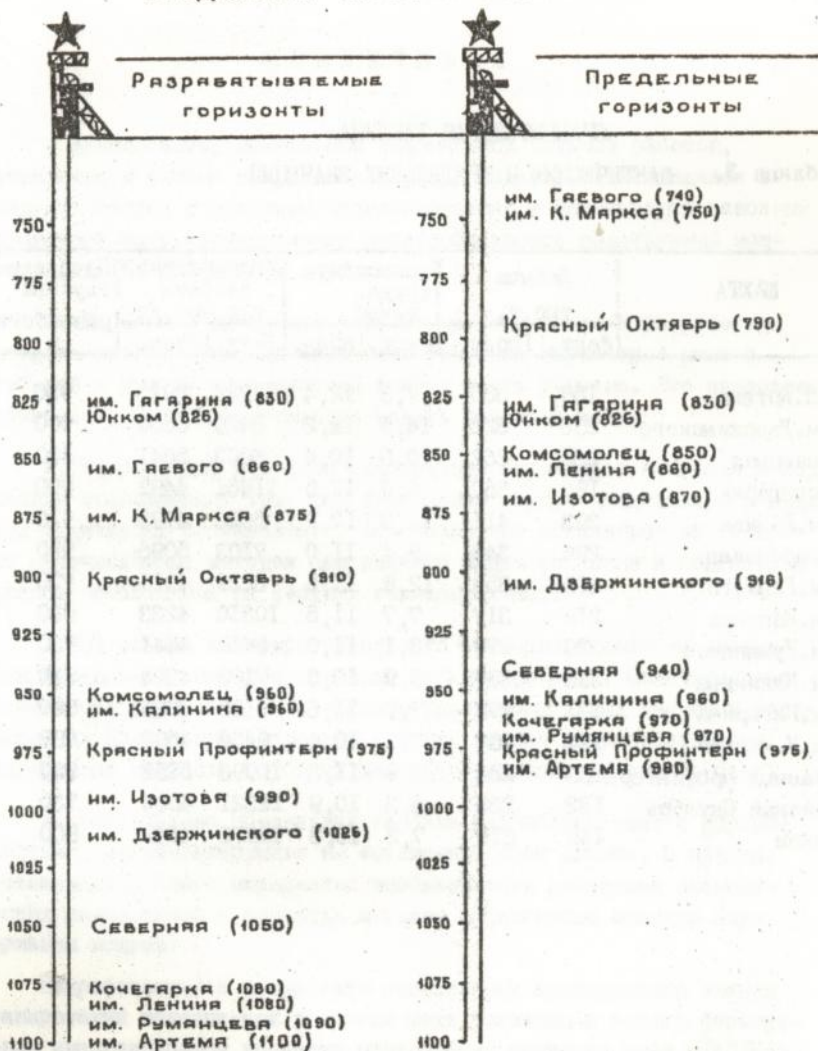 Разрабатываемые
горизонты
750
775
800
825
им. Гагарина (830)
Юнком (826)
850
им. Гаевого (860)
875
им. К. Маркса (875)
900
Красный Октябрь (910)
925
950
Комсомолец (960)
им. Калинина (960)
975
Красный Профинтерн (975)
им. Изотова (990)
1000
им. Дзержинского (1026)
1025
1050
Северная (1050)
1075
Кочегарка (1080)
им. Ленина (1080)
им. Румянцева (1090)
1100
им. Артема (1100)
Предельные
горизонты
им. Гаевого (740)
750
им. К. Маркса (750)
775
Красный Октябрь (790)
800
825
им. Гагарина (830)
Юнком (826)
850
Комсомолец (850)
им. Ленина (860)
им. Изотова (870)
875
900
им. Дзержинского (916)
925
Северная (940)
950
им. Калинина (960)
Кочегарка (970)
им. Румянцева (970)
975
Красный Профинтерн (975)
им. Артема (980)
1000
1025
1050
1075
1100